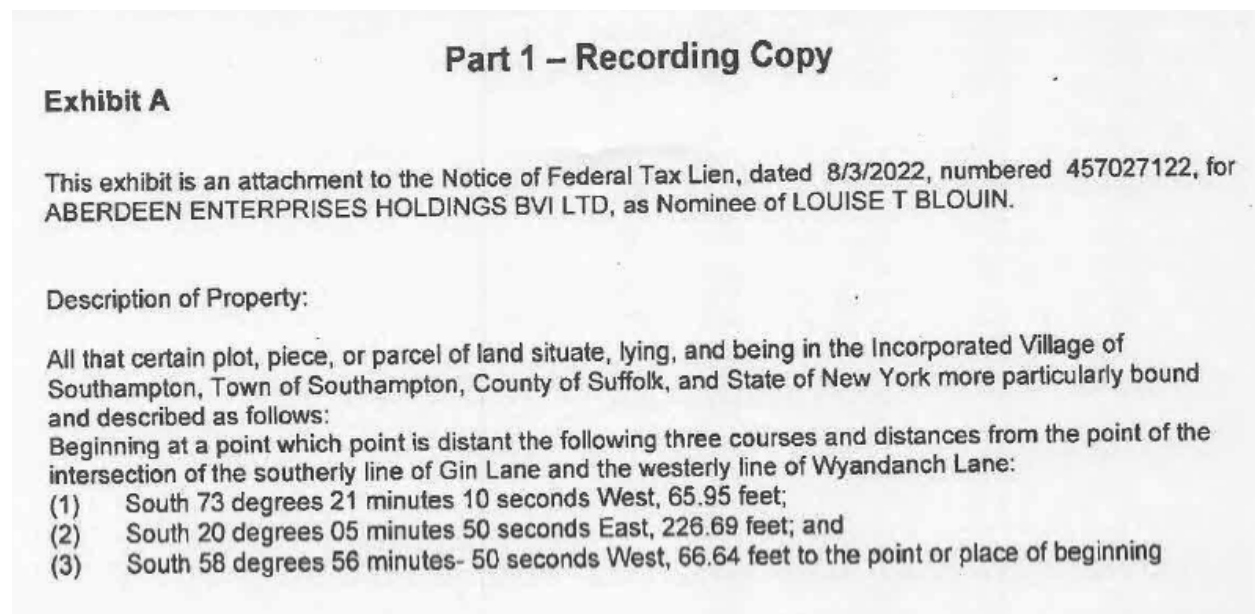 Part 1 – Recording Copy
Exhibit A
This exhibit is an attachment to the Notice of Federal Tax Lien, dated 8/3/2022, numbered 457027122, for
ABERDEEN ENTERPRISES HOLDINGS BVI LTD, as Nominee of LOUISE T BLOUIN.
Description of Property:
All that certain plot, piece, or parcel of land situate, lying, and being in the Incorporated Village of
Southampton, Town of Southampton, County of Suffolk, and State of New York more particularly bound
and described as follows:
Beginning at a point which point is distant the following three courses and distances from the point of the
intersection of the southerly line of Gin Lane and the westerly line of Wyandanch Lane:
(1) South 73 degrees 21 minutes 10 seconds West, 65.95 feet;
(2) South 20 degrees 05 minutes 50 seconds East, 226.69 feet; and
(3) South 58 degrees 56 minutes- 50 seconds West, 66.64 feet to the point or place of beginning